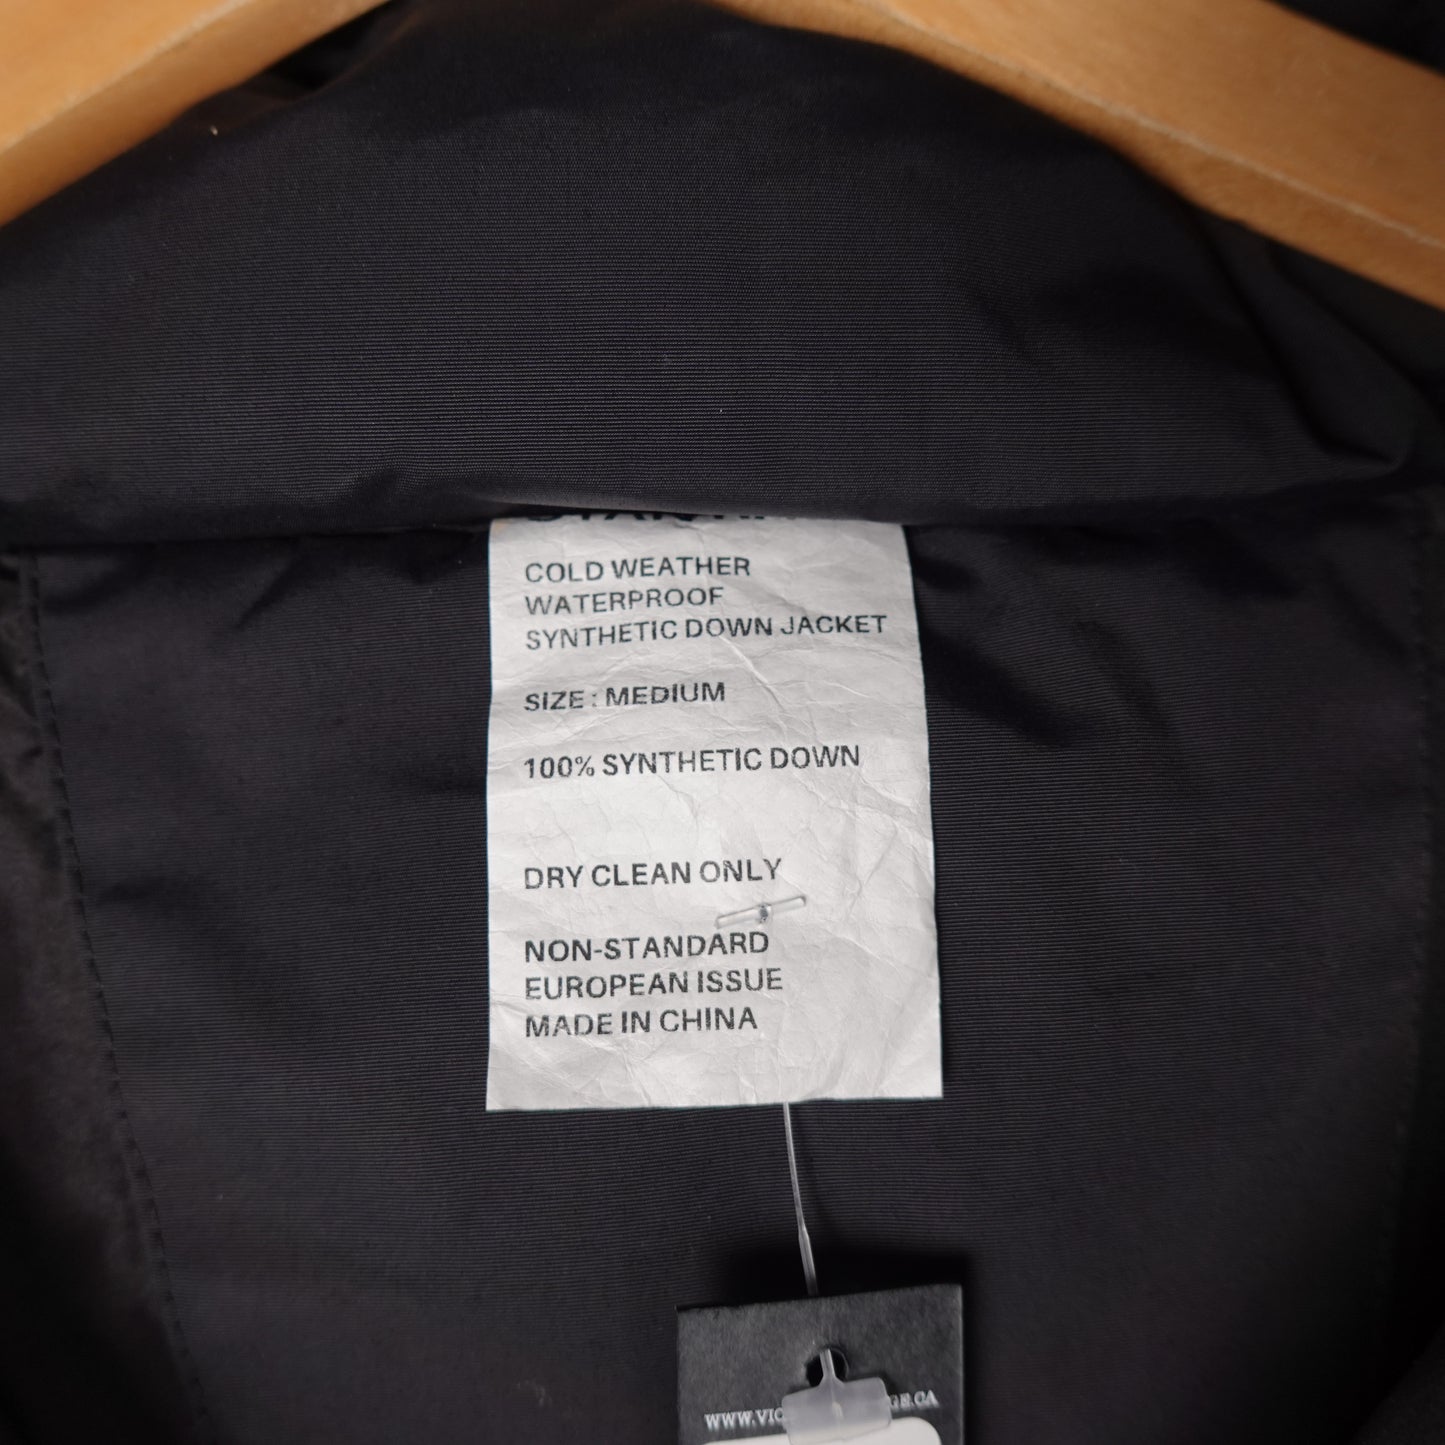 COLD WEATHER
WATERPROOF
SYNTHETIC DOWN JACKET
SIZE : MEDIUM
100% SYNTHETIC DOWN
DRY CLEAN ONLY
NON-STANDARD
EUROPEAN ISSUE
MADE IN CHINA